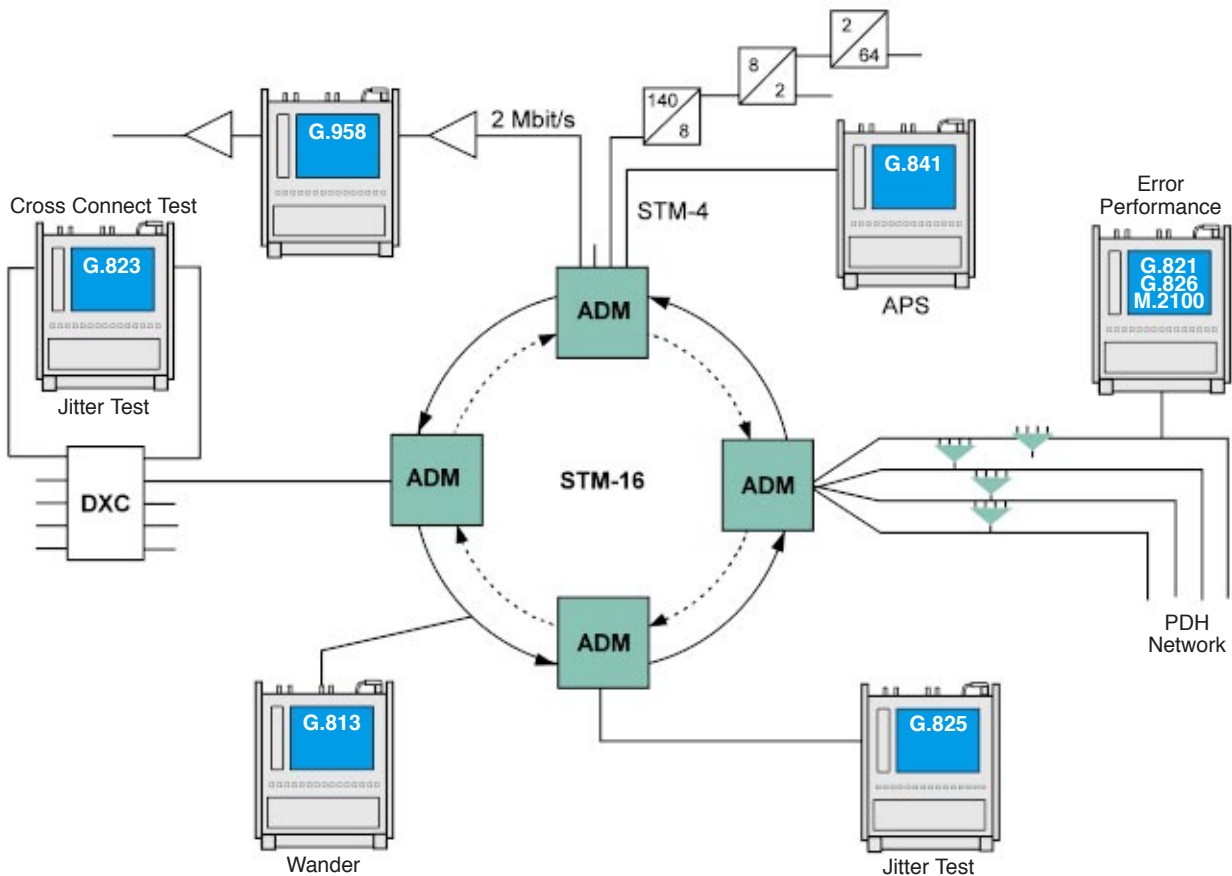 2
64
8
2
140
8
2 Mbit/s
G.958
G.841
STM-4
APS
Error
Performance
G.821
G.826
M.2100
Cross Connect Test
G.823
Jitter Test
ADM
ADM
STM-16
ADM
DXC
ADM
PDH
Network
G.813
Wander
G.825
Jitter Test